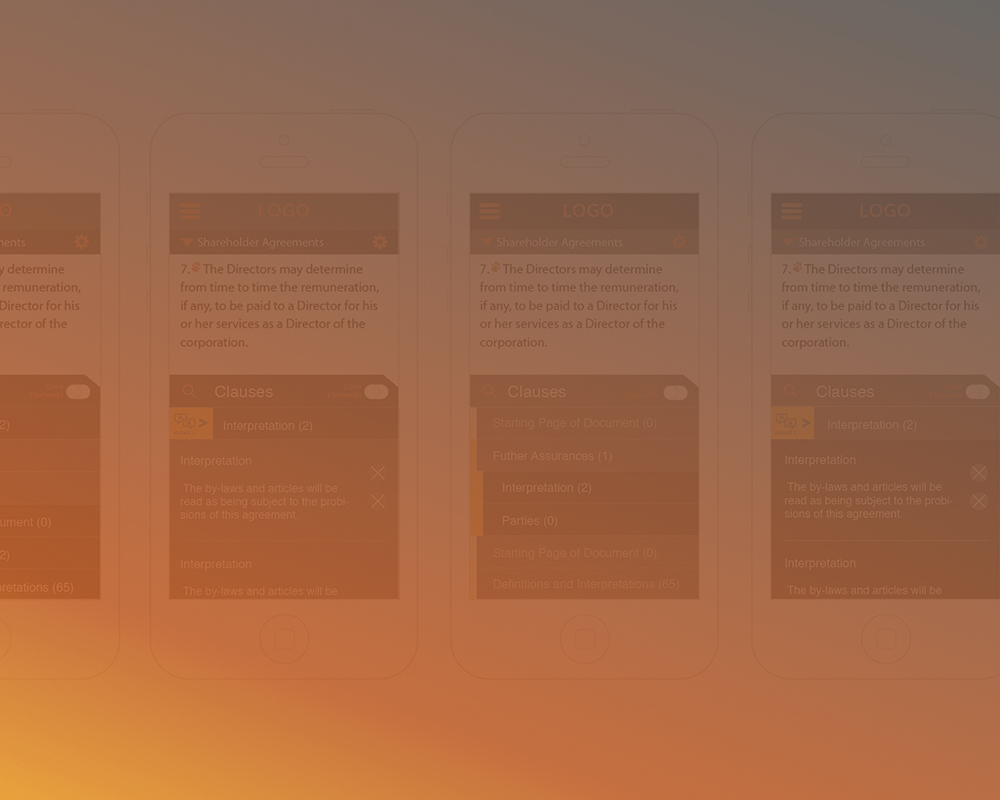 O
ments
y determine
e remuneration,
Director for his
rector of the
2)
ument (0)
2)
pretations (65)
LOGO
Shareholder Agreements
7. The Directors may determine
from time to time the remuneration,
if any, to be paid to a Director for his
or her services as a Director of the
corporation.
Clauses
Interpretation (2)
Interpretation
The by-laws and articles will be
read as being subject to the probi-
sions of this agreement.
Interpretation
The by-laws and articles will be
LOGO
Shareholder Agreements
7. The Directors may determine
from time to time the remuneration,
if any, to be paid to a Director for his
or her services as a Director of the
corporation.
Clauses
Starting Page of Document (0)
Futher Assurances (1)
Interpretation (2)
Parties (0)
Starting Page of Document (0)
Definitions and Interpretations (65)
LOGO
Shareholder Agreements
7. The Directors may determine
from time to time the remuneration,
if any, to be paid to a Director for his
or her services as a Director of the
corporation.
Clauses
Interpretation (2)
Interpretation
The by-laws and articles will be
read as being subject to the probi-
sions of this agreement.
Interpretation
The by-laws and articles will be